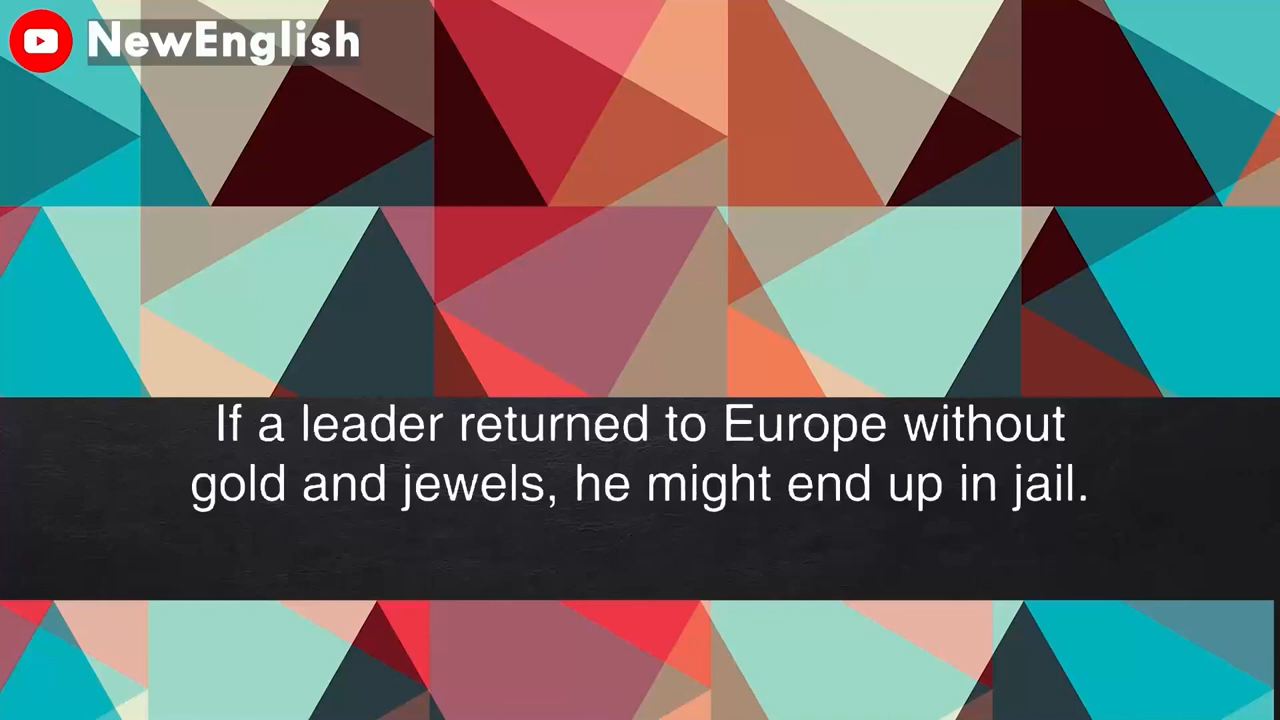 NewEnglish
If a leader returned to Europe without
gold and jewels, he might end up in jail.